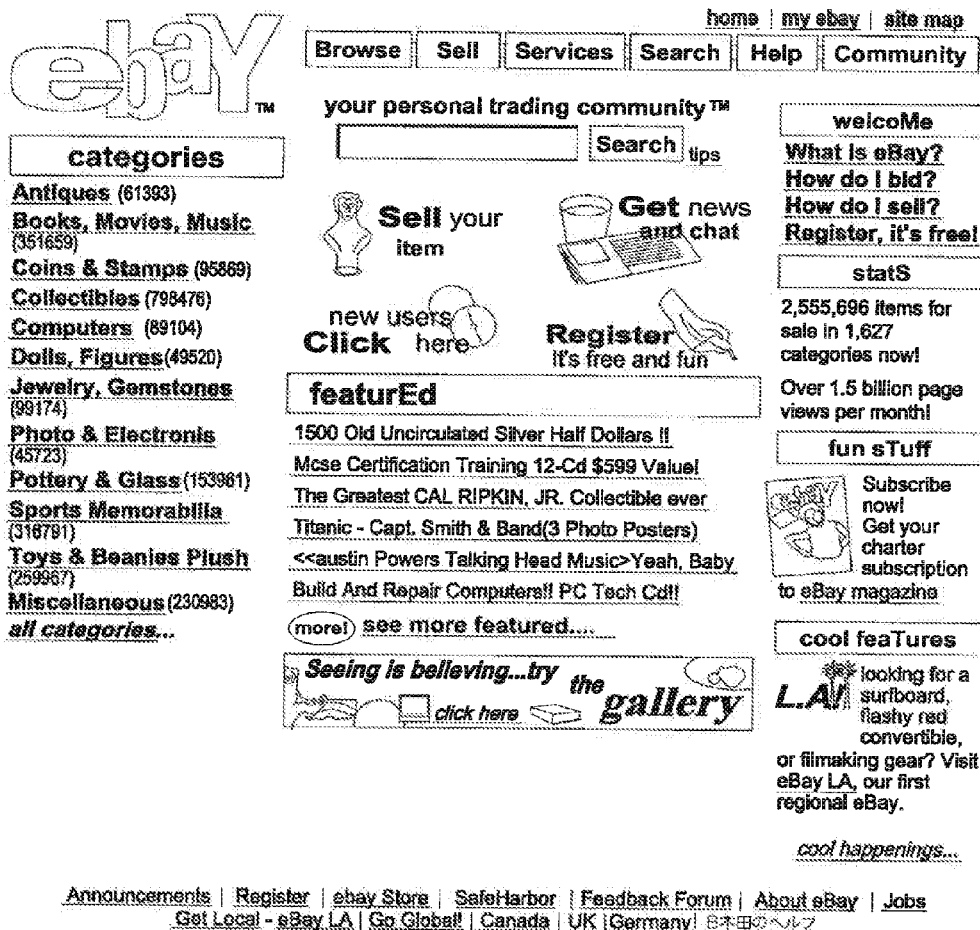 home | my ebay | site map
ebaY™
Browse Sell Services Search Help Community
your personal trading community™
Search tips
categories
Antiques (61393)
Books, Movies, Music
(351659)
Coins & Stamps (95869)
Collectibles (798476)
Computers (89104)
Dolls, Figures(49520)
Jewelry, Gemstones
(99174)
Photo & Electronis
(45723)
Pottery & Glass(153961)
Sports Memorabilia
(316791)
Toys & Beanies Plush
(259967)
Miscellaneous(230983)
all categories...
Sell your
item
Get news
and chat
new users
Click here
Register
It's free and fun
featurEd
1500 Old Uncirculated Silver Half Dollars !!
Mcse Certification Training 12-Cd $599 Value!
The Greatest CAL RIPKIN, JR. Collectible ever
Titanic - Capt. Smith & Band(3 Photo Posters)
<<austin Powers Talking Head Music>Yeah, Baby
Build And Repair Computers!! PC Tech Cd!!
more! see more featured....
Seeing is believing...try
the
gallery
click here
welcoMe
What is eBay?
How do I bid?
How do I sell?
Register, it's free!
statS
2,555,696 items for
sale in 1,627
categories now!
Over 1.5 billion page
views per month!
fun sTuff
ebaY
Subscribe
now!
Get your
charter
subscription
to eBay magazine
cool feaTures
L.A!
looking for a
surfboard,
flashy red
convertible,
or filmaking gear? Visit
eBay LA, our first
regional eBay.
cool happenings...
Announcements | Register | ebay Store | SafeHarbor | Feedback Forum | About eBay | Jobs
Get Local - eBay LA | Go Global! | Canada | UK |Germany| 日本田のヘルプ